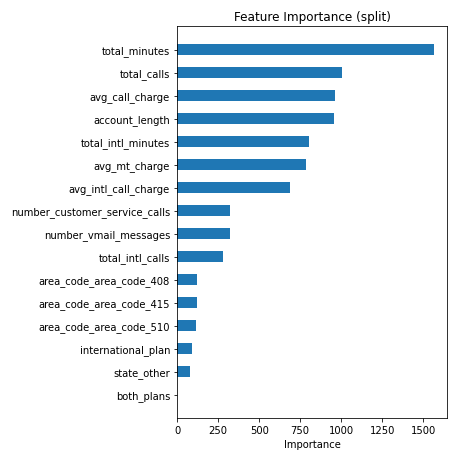 Feature Importance (split)
total_minutes
total_calls
avg_call_charge
account_length
total_intl_minutes
avg_mt_charge
avg_intl_call_charge
number_customer_service_calls
number_vmail_messages
total_intl_calls
area_code_area_code_408
area_code_area_code_415
area_code_area_code_510
international_plan
state_other
both_plans
0 250 500 750 1000 1250 1500
Importance